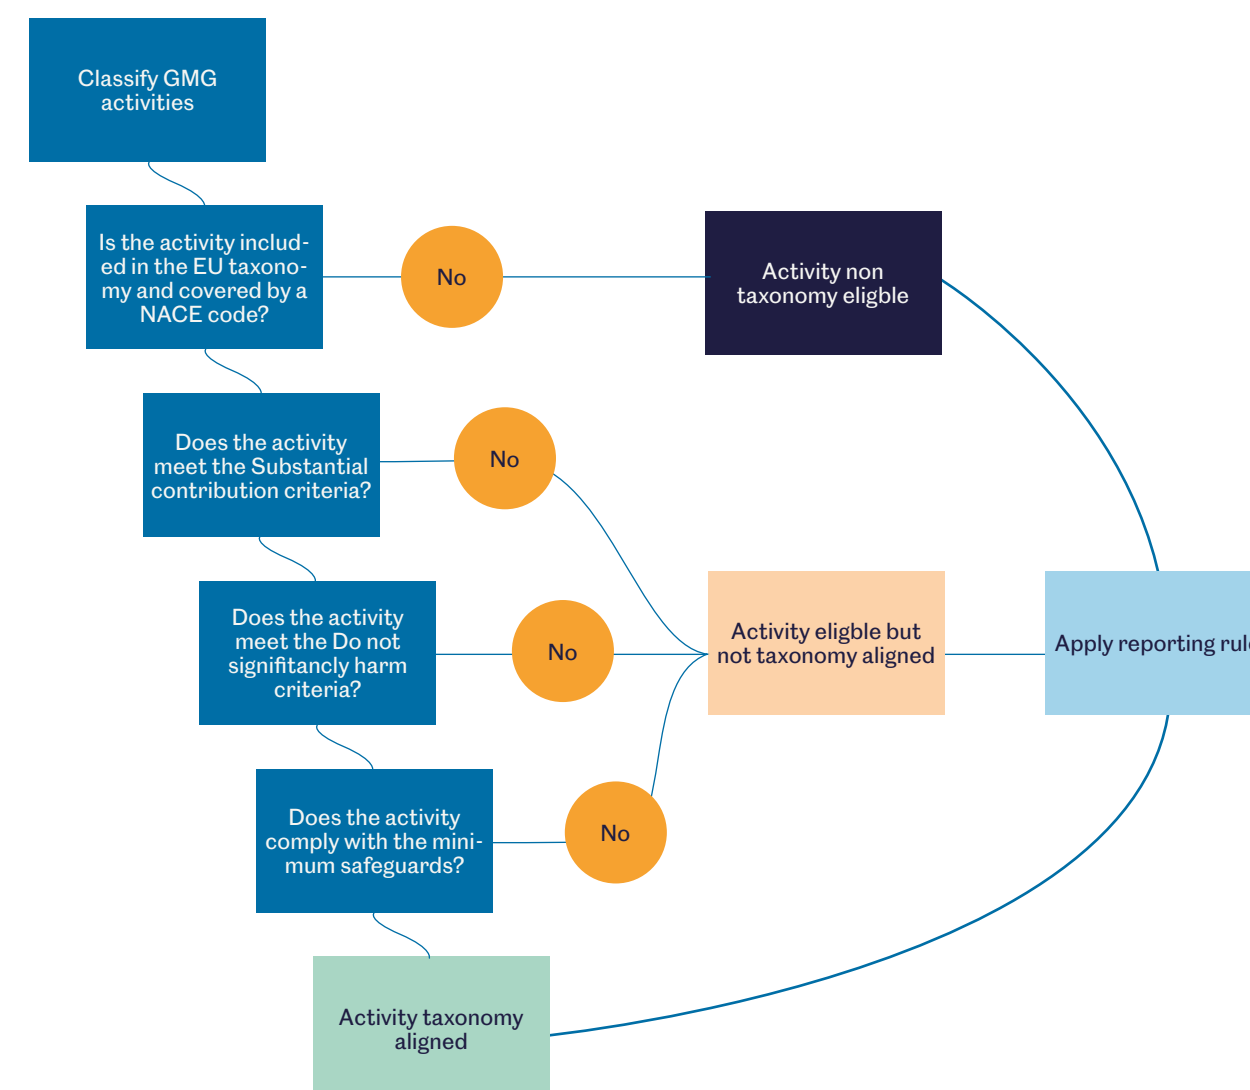 Classify GMG
activities
Is the activity includ-
ed in the EU taxono-
my and covered by a
NACE code?
No
Activity non
taxonomy eligble
Does the activity
meet the Substantial
contribution criteria?
No
Does the activity
meet the Do not
signifitancly harm
criteria?
No
Activity eligble but
not taxonomy aligned
Apply reporting
Does the activity
comply with the mini-
mum safeguards?
No
Activity taxonomy
aligned